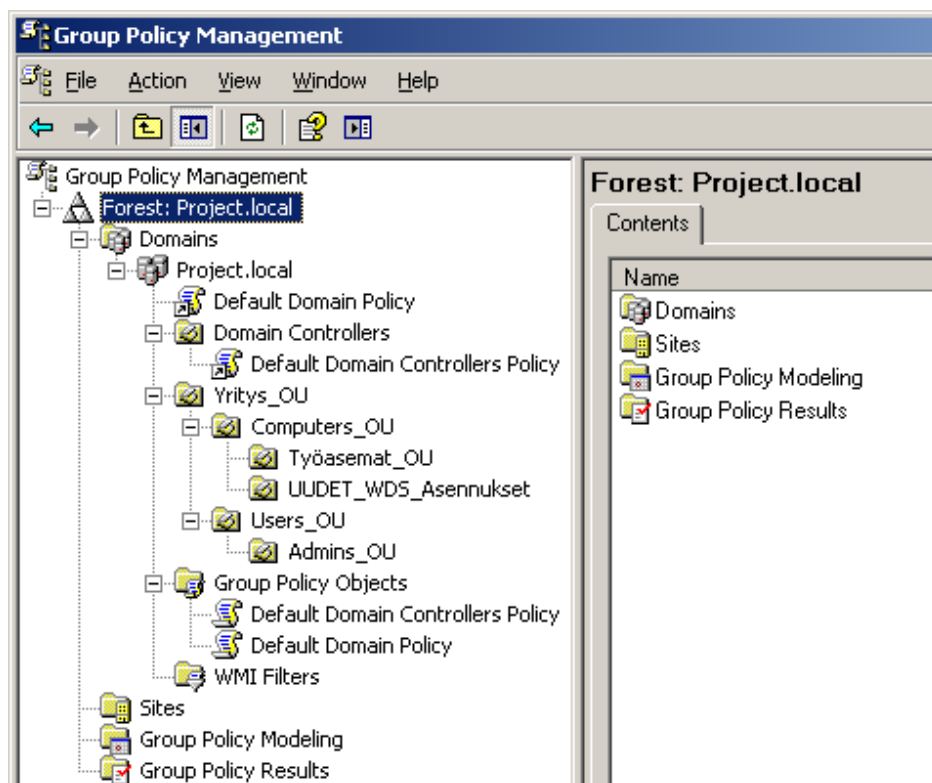 Group Policy Management
File Action View Window Help
Group Policy Management
Forest: Project.local
Domains
Project.local
Default Domain Policy
Domain Controllers
Default Domain Controllers Policy
Yritys_OU
Computers_OU
Työasemat_OU
UUDET_WDS_Asennukset
Users_OU
Admins_OU
Group Policy Objects
Default Domain Controllers Policy
Default Domain Policy
WMI Filters
Sites
Group Policy Modeling
Group Policy Results
Forest: Project.local
Contents
Name
Domains
Sites
Group Policy Modeling
Group Policy Results